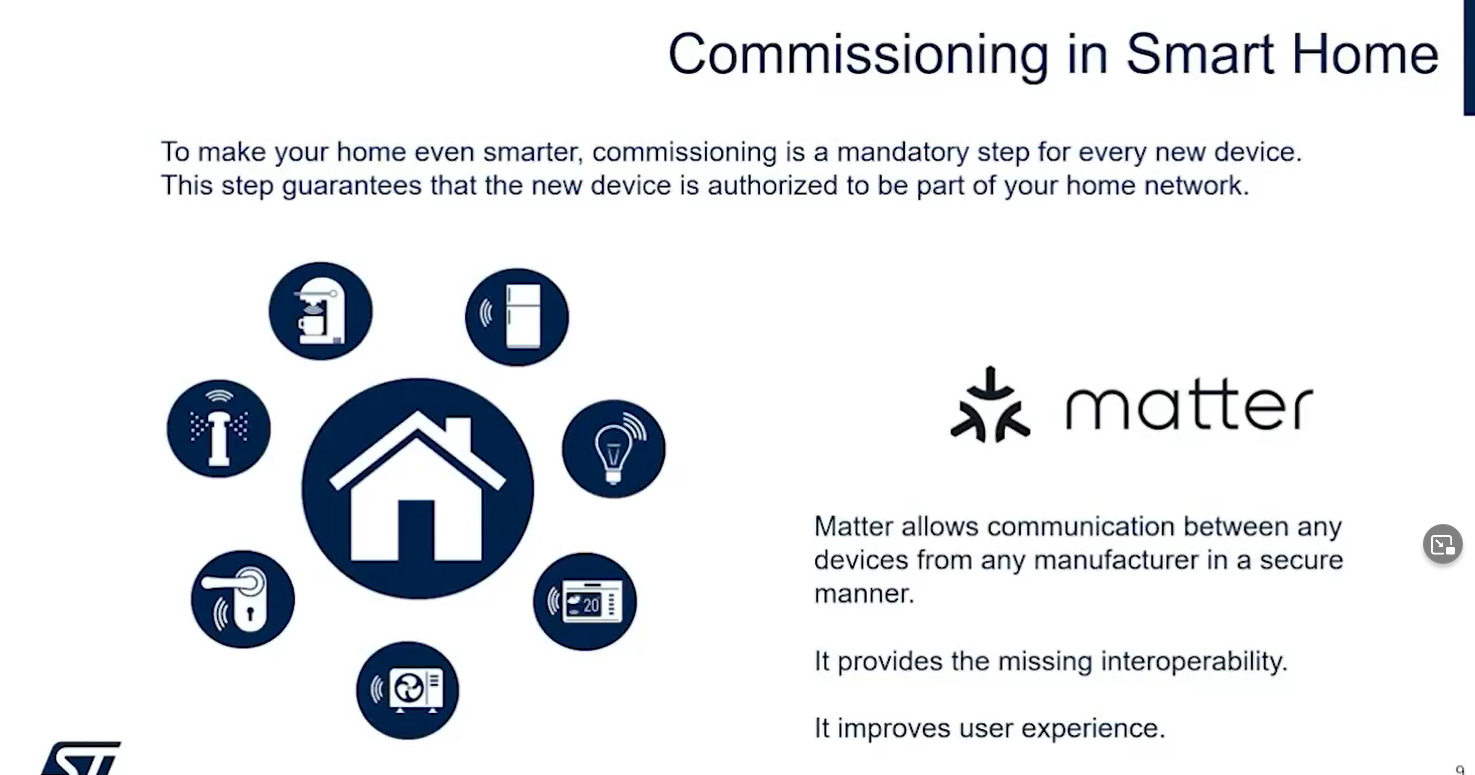 Commissioning in Smart Home
To make your home even smarter, commissioning is a mandatory step for every new device.
This step guarantees that the new device is authorized to be part of your home network.
20
matter
Matter allows communication between any
devices from any manufacturer in a secure
manner.
It provides the missing interoperability.
It improves user experience.
ST
9